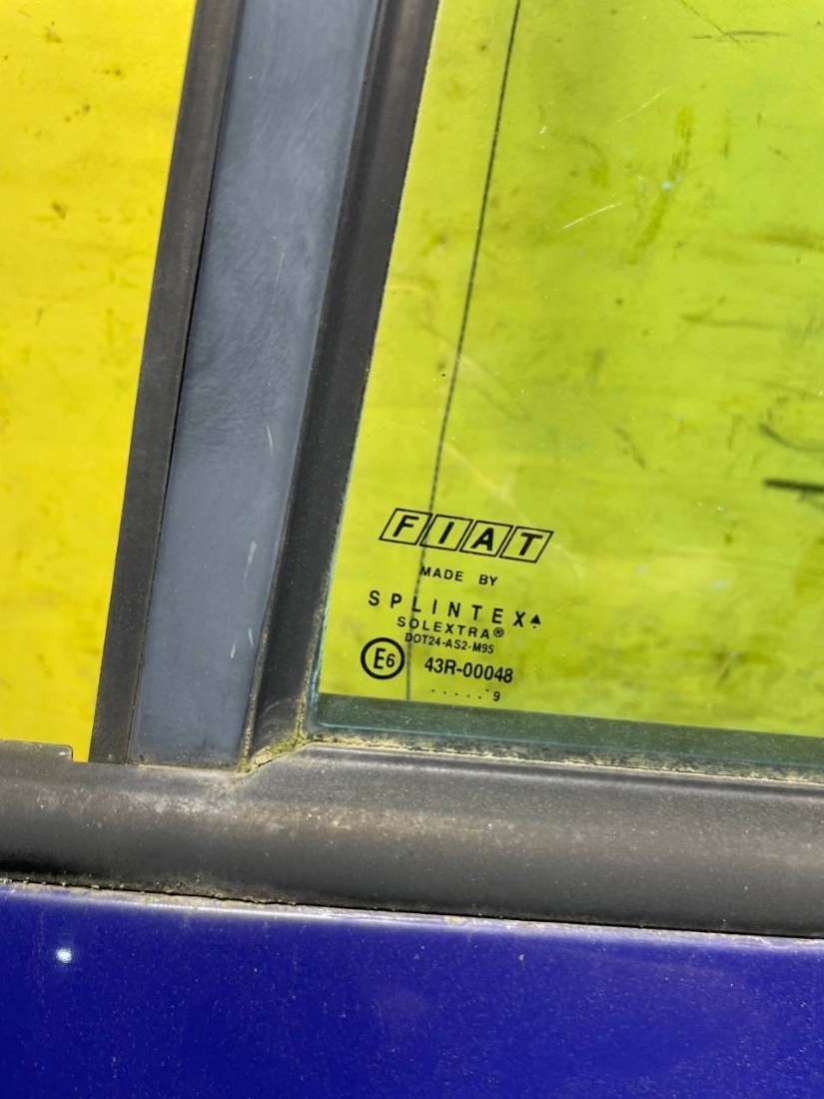 FIAT
MADE BY
SPLINTEX
SOLEXTRA®
DOT24-AS2-M95
E6 43R-00048
. . . . . 9